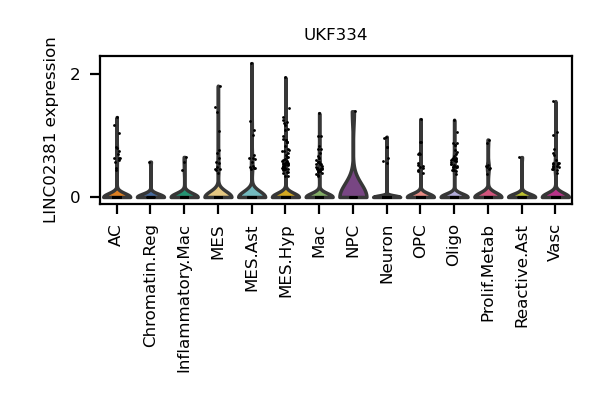 UKF334
LINC02381 expression
2
0
AC
Chromatin.Reg
Inflammatory.Mac
MES
MES.Ast
MES.Hyp
Mac
NPC
Neuron
OPC
Oligo
Prolif.Metab
Reactive.Ast
Vasc